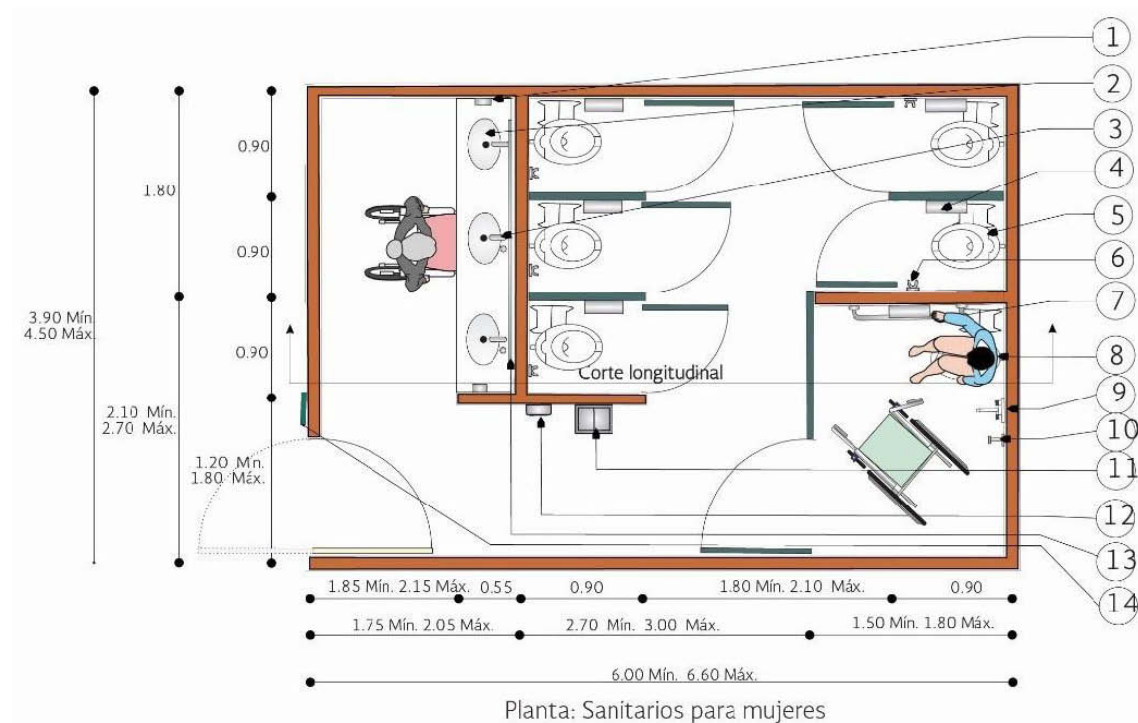 1
2
3
4
5
6
7
8
9
10
11
12
13
14
0.90
1.80
0.90
3.90 Mín.
4.50 Máx.
0.90
2.10 Mín.
2.70 Máx.
1.20 Mín.
1.80 Máx.
Corte longitudinal
1.85 Mín. 2.15 Máx. 0.55 0.90 1.80 Mín. 2.10 Máx. 0.90
1.75 Mín. 2.05 Máx. 2.70 Mín. 3.00 Máx. 1.50 Mín. 1.80 Máx.
6.00 Mín. 6.60 Máx.
Planta: Sanitarios para mujeres